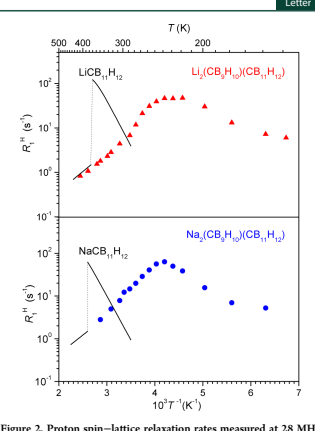 Letter
T (K)
500 400 300 200
10²
10¹
10⁰
10⁻¹
R₁ᴴ (s⁻¹)
LiCB₁₁H₁₂
Li₂(CB₉H₁₀)(CB₁₁H₁₂)
10²
10¹
10⁰
10⁻¹
R₁ᴴ (s⁻¹)
NaCB₁₁H₁₂
Na₂(CB₉H₁₀)(CB₁₁H₁₂)
2 3 4 5 6 7
10³T⁻¹(K⁻¹)
Figure 2. Proton spin−lattice relaxation rates measured at 28 MH